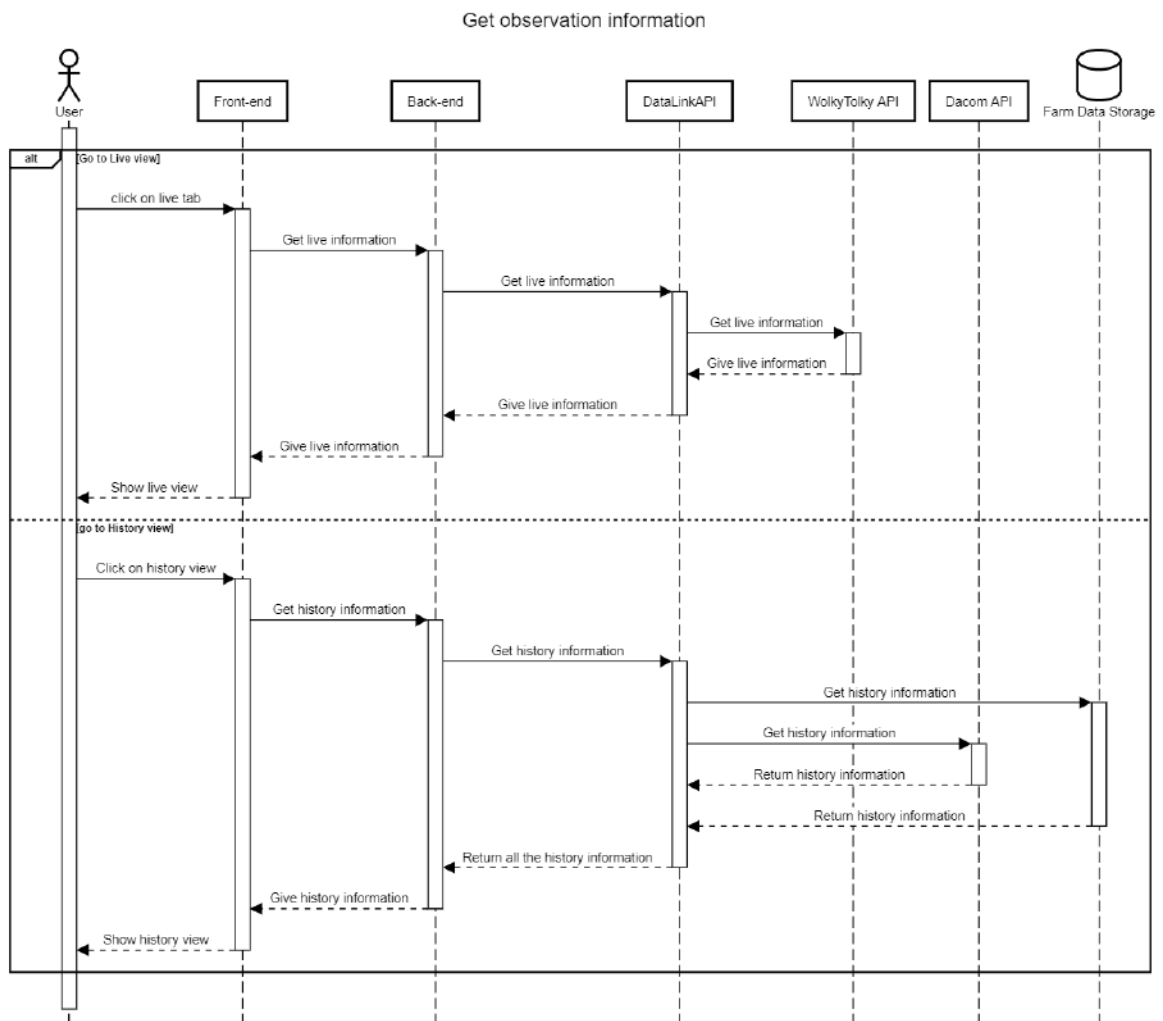 Get observation information
User
Front-end
Back-end
DataLinkAPI
WolkyTolky API
Dacom API
Farm Data Storage
alt
[Go to Live view]
click on live tab
Get live information
Get live information
Get live information
Give live information
Give live information
Give live information
Show live view
[go to History view]
Click on history view
Get history information
Get history information
Get history information
Get history information
Return history information
Return history information
Return all the history information
Give history information
Show history view